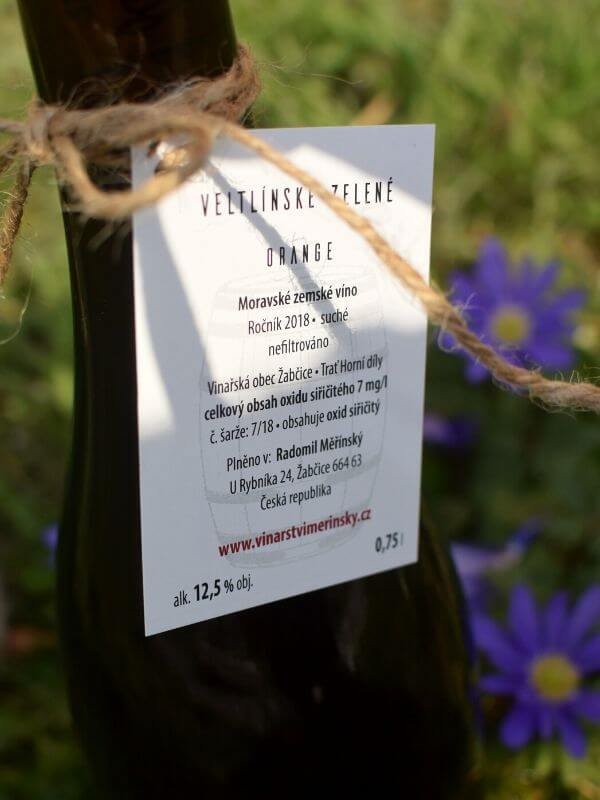 VELTLÍNSKÉ ZELENÉ
ORANGE
Moravské zemské víno
Ročník 2018 • suché
nefiltrováno
Vinařská obec Žabčice • Trať Horní díly
celkový obsah oxidu siřičitého 7 mg/l
č. šarže: 7/18 • obsahuje oxid siřičitý
Plněno v: Radomil Měřínský
U Rybníka 24, Žabčice 664 63
Česká republika
www.vinarstvimerinsky.cz
0,75 l
alk. 12,5 % obj.